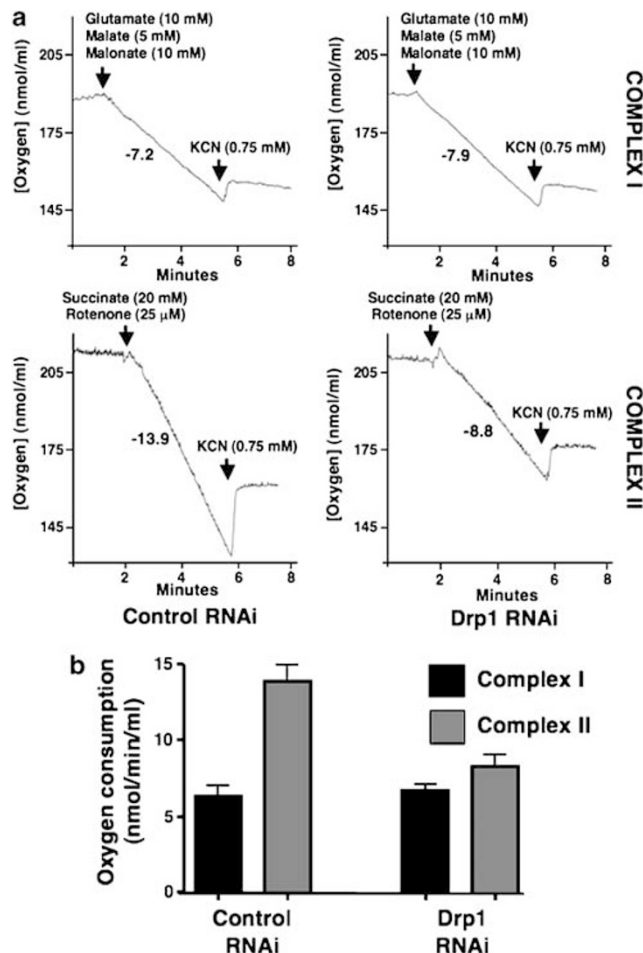 a
Glutamate (10 mM)
Malate (5 mM)
Malonate (10 mM)
205
175
145
[Oxygen] (nmol/ml)
-7.2
KCN (0.75 mM)
2 4 6 8
Minutes
Glutamate (10 mM)
Malate (5 mM)
Malonate (10 mM)
205
175
145
[Oxygen] (nmol/ml)
-7.9
KCN (0.75 mM)
2 4 6 8
Minutes
COMPLEX I
Succinate (20 mM)
Rotenone (25 µM)
205
175
145
[Oxygen] (nmol/ml)
-13.9
KCN (0.75 mM)
2 4 6 8
Minutes
Control RNAi
Succinate (20 mM)
Rotenone (25 µM)
205
175
145
[Oxygen] (nmol/ml)
-8.8
KCN (0.75 mM)
2 4 6 8
Minutes
Drp1 RNAi
COMPLEX II
b
Oxygen consumption
(nmol/min/ml)
15
10
5
0
Complex I
Complex II
Control
RNAi
Drp1
RNAi